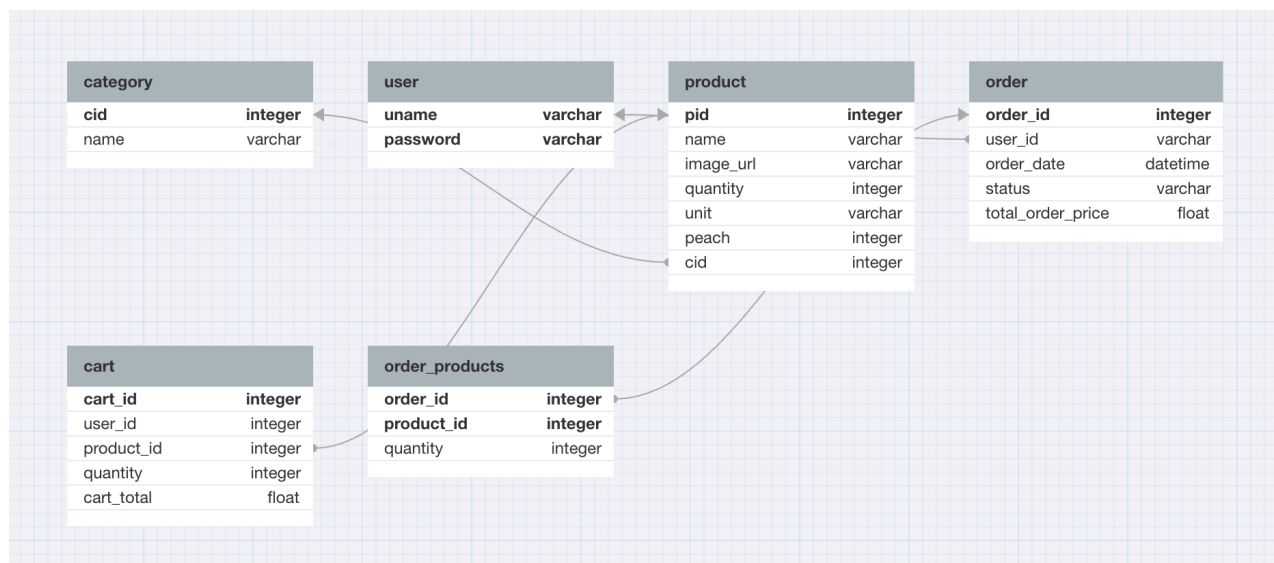 category
cid integer
name varchar
user
uname varchar
password varchar
product
pid integer
name varchar
image_url varchar
quantity integer
unit varchar
peach integer
cid integer
order
order_id integer
user_id varchar
order_date datetime
status varchar
total_order_price float
cart
cart_id integer
user_id integer
product_id integer
quantity integer
cart_total float
order_products
order_id integer
product_id integer
quantity integer